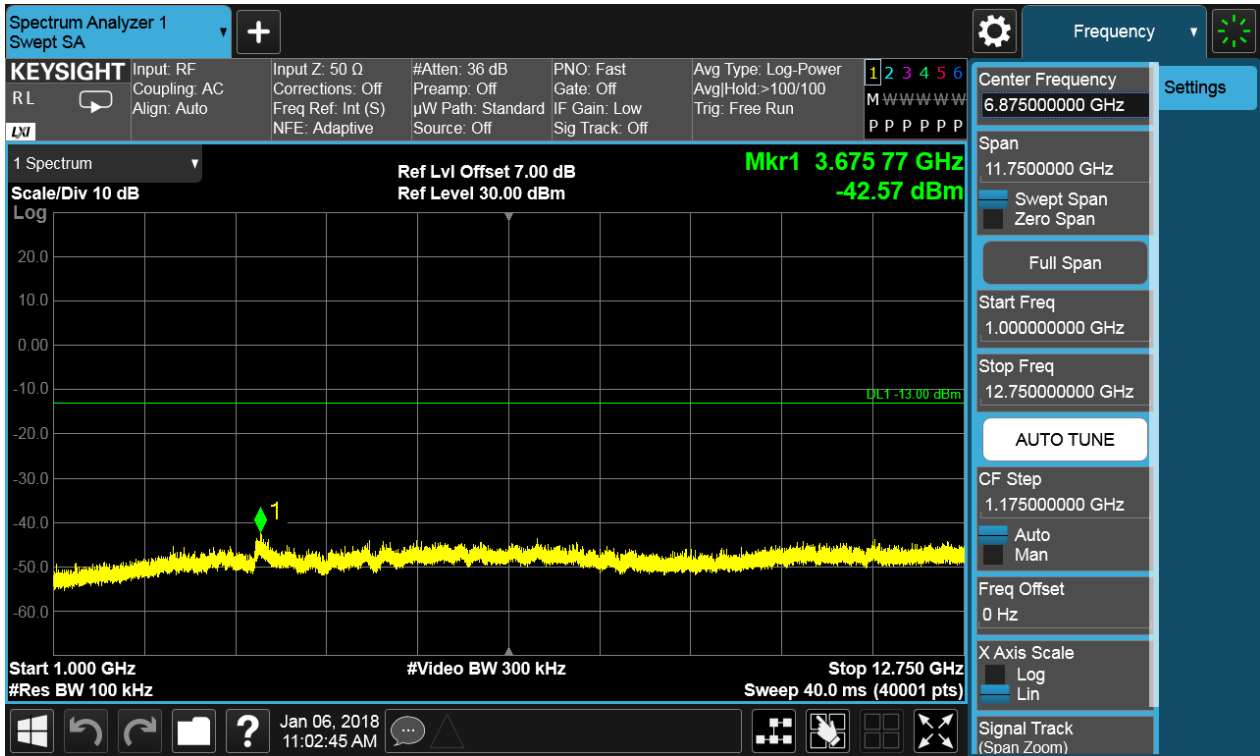 Spectrum Analyzer 1
Swept SA
+
Frequency
KEYSIGHT
RL
LXI
Input: RF
Coupling: AC
Align: Auto
Input Z: 50 Ω
Corrections: Off
Freq Ref: Int (S)
NFE: Adaptive
#Atten: 36 dB
Preamp: Off
µW Path: Standard
Source: Off
PNO: Fast
Gate: Off
IF Gain: Low
Sig Track: Off
Avg Type: Log-Power
Avg|Hold:>100/100
Trig: Free Run
1 2 3 4 5 6
M W W W W W
P P P P P P
1 Spectrum
Scale/Div 10 dB
Log
Ref Lvl Offset 7.00 dB
Ref Level 30.00 dBm
Mkr1 3.675 77 GHz
-42.57 dBm
20.0
10.0
0.00
-10.0
-20.0
-30.0
-40.0
-50.0
-60.0
DL1 -13.00 dBm
1
Start 1.000 GHz
#Res BW 100 kHz
#Video BW 300 kHz
Stop 12.750 GHz
Sweep 40.0 ms (40001 pts)
?
Jan 06, 2018
11:02:45 AM
Center Frequency
6.875000000 GHz
Span
11.7500000 GHz
Swept Span
Zero Span
Full Span
Start Freq
1.000000000 GHz
Stop Freq
12.750000000 GHz
AUTO TUNE
CF Step
1.175000000 GHz
Auto
Man
Freq Offset
0 Hz
X Axis Scale
Log
Lin
Signal Track
(Span Zoom)
Settings